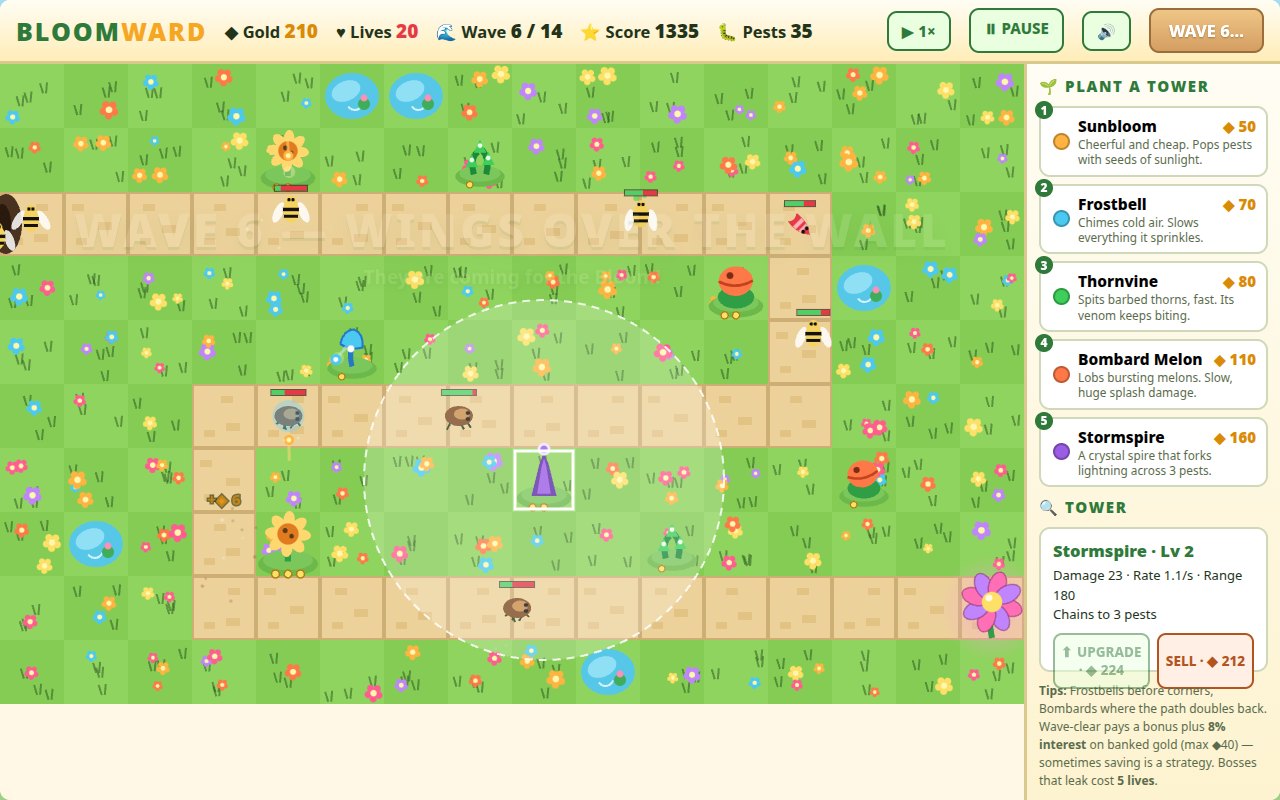 BLOOMWARD
◆ Gold 210
♥ Lives 20
🌊 Wave 6 / 14
⭐ Score 1335
🐛 Pests 35
▶ 1×
⏸ PAUSE
🔊
WAVE 6…
WAVE 6 — WINGS OVER THE WALL
They're coming for the Bloom
+◆6
🌱 PLANT A TOWER
1
Sunbloom ◆ 50
Cheerful and cheap. Pops pests
with seeds of sunlight.
2
Frostbell ◆ 70
Chimes cold air. Slows
everything it sprinkles.
3
Thornvine ◆ 80
Spits barbed thorns, fast. Its
venom keeps biting.
4
Bombard Melon ◆ 110
Lobs bursting melons. Slow,
huge splash damage.
5
Stormspire ◆ 160
A crystal spire that forks
lightning across 3 pests.
🔍 TOWER
Stormspire · Lv 2
Damage 23 · Rate 1.1/s · Range
180
Chains to 3 pests
⬆ UPGRADE
· ◆ 224
SELL · ◆ 212
Tips: Frostbells before corners,
Bombards where the path doubles back.
Wave-clear pays a bonus plus 8%
interest on banked gold (max ◆40) —
sometimes saving is a strategy. Bosses
that leak cost 5 lives.